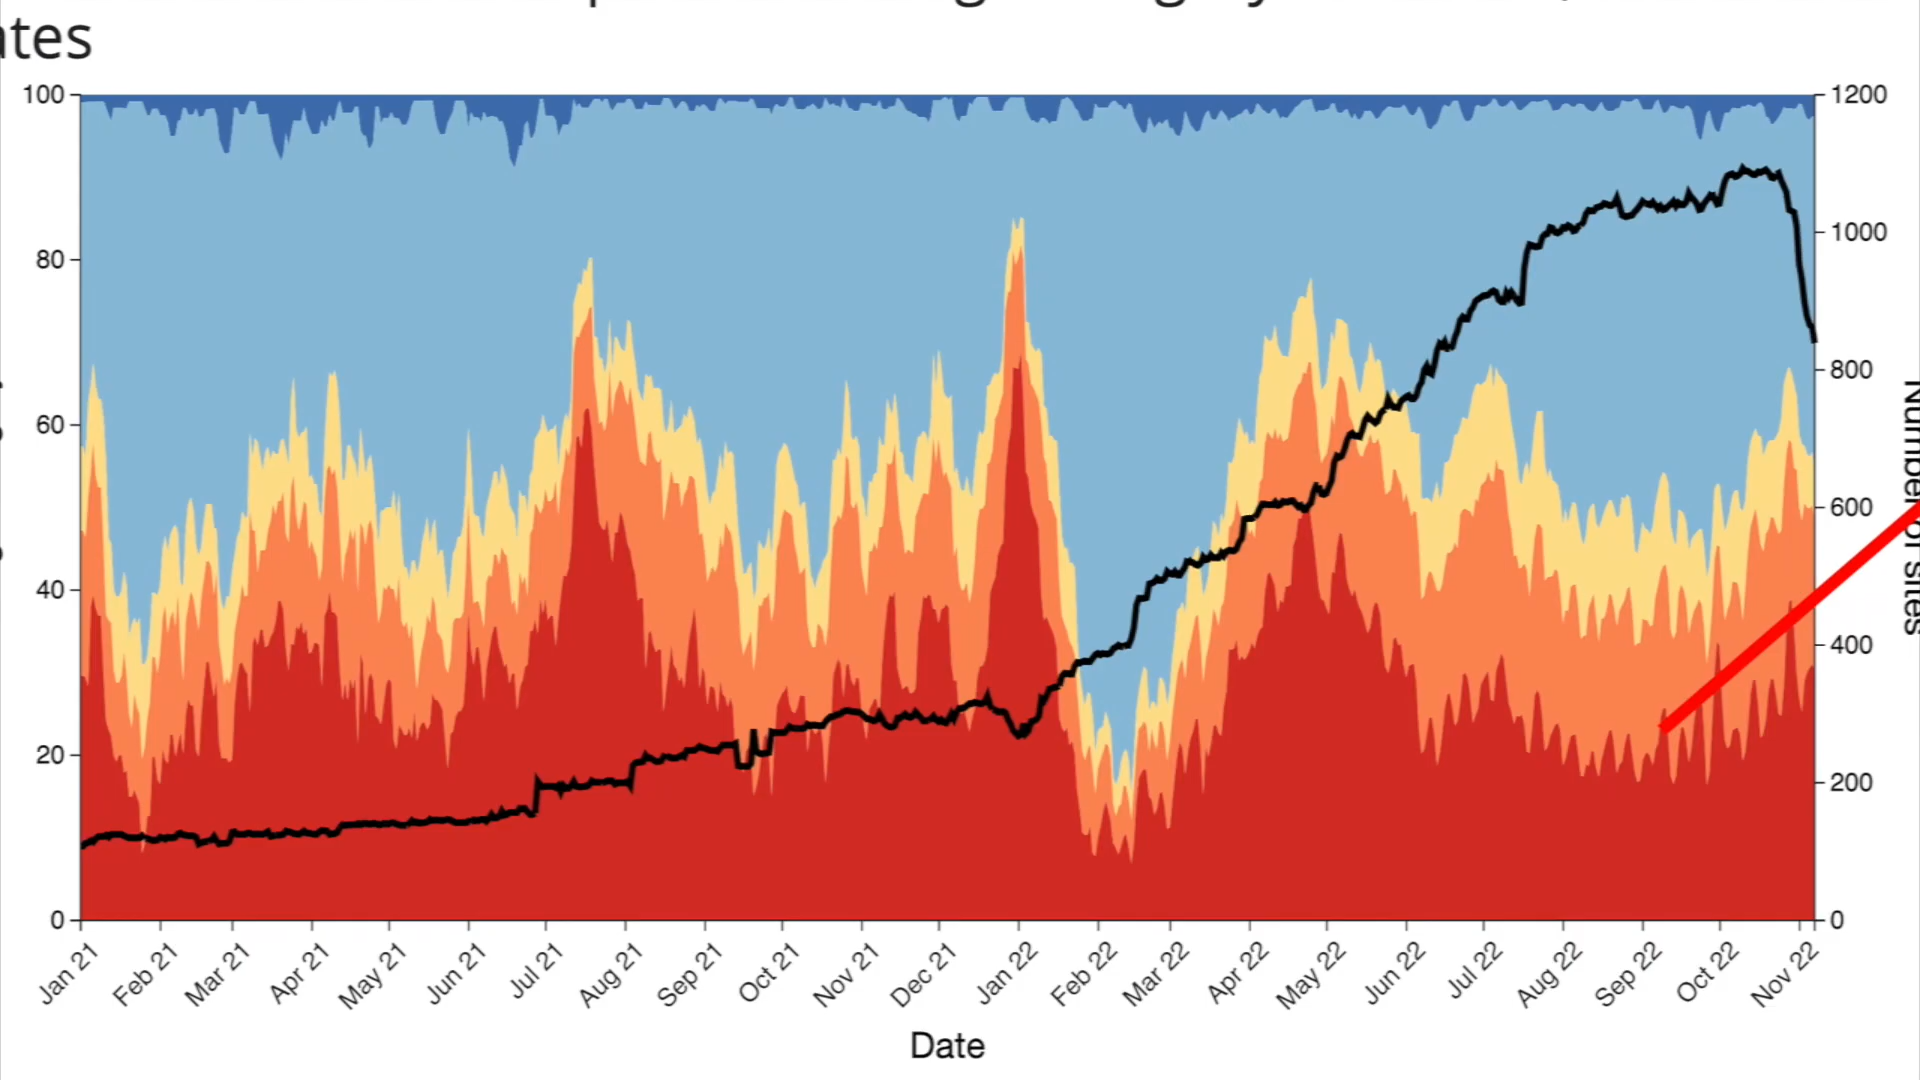 ates
100
80
60
40
20
0
1200
1000
800
600
400
200
0
Number of sites
Jan 21
Feb 21
Mar 21
Apr 21
May 21
Jun 21
Jul 21
Aug 21
Sep 21
Oct 21
Nov 21
Dec 21
Jan 22
Feb 22
Mar 22
Apr 22
May 22
Jun 22
Jul 22
Aug 22
Sep 22
Oct 22
Nov 22
Date